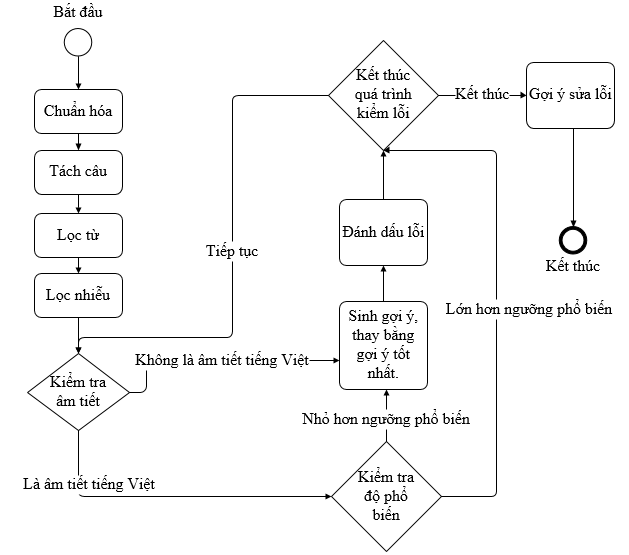 Bắt đầu
Chuẩn hóa
Tách câu
Lọc từ
Lọc nhiễu
Kiểm tra
âm tiết
Không là âm tiết tiếng Việt
Là âm tiết tiếng Việt
Tiếp tục
Kết thúc
quá trình
kiểm lỗi
Kết thúc
Gợi ý sửa lỗi
Kết thúc
Đánh dấu lỗi
Sinh gợi ý,
thay bằng
gợi ý tốt
nhất.
Lớn hơn ngưỡng phổ biến
Nhỏ hơn ngưỡng phổ biến
Kiểm tra
độ phổ
biến